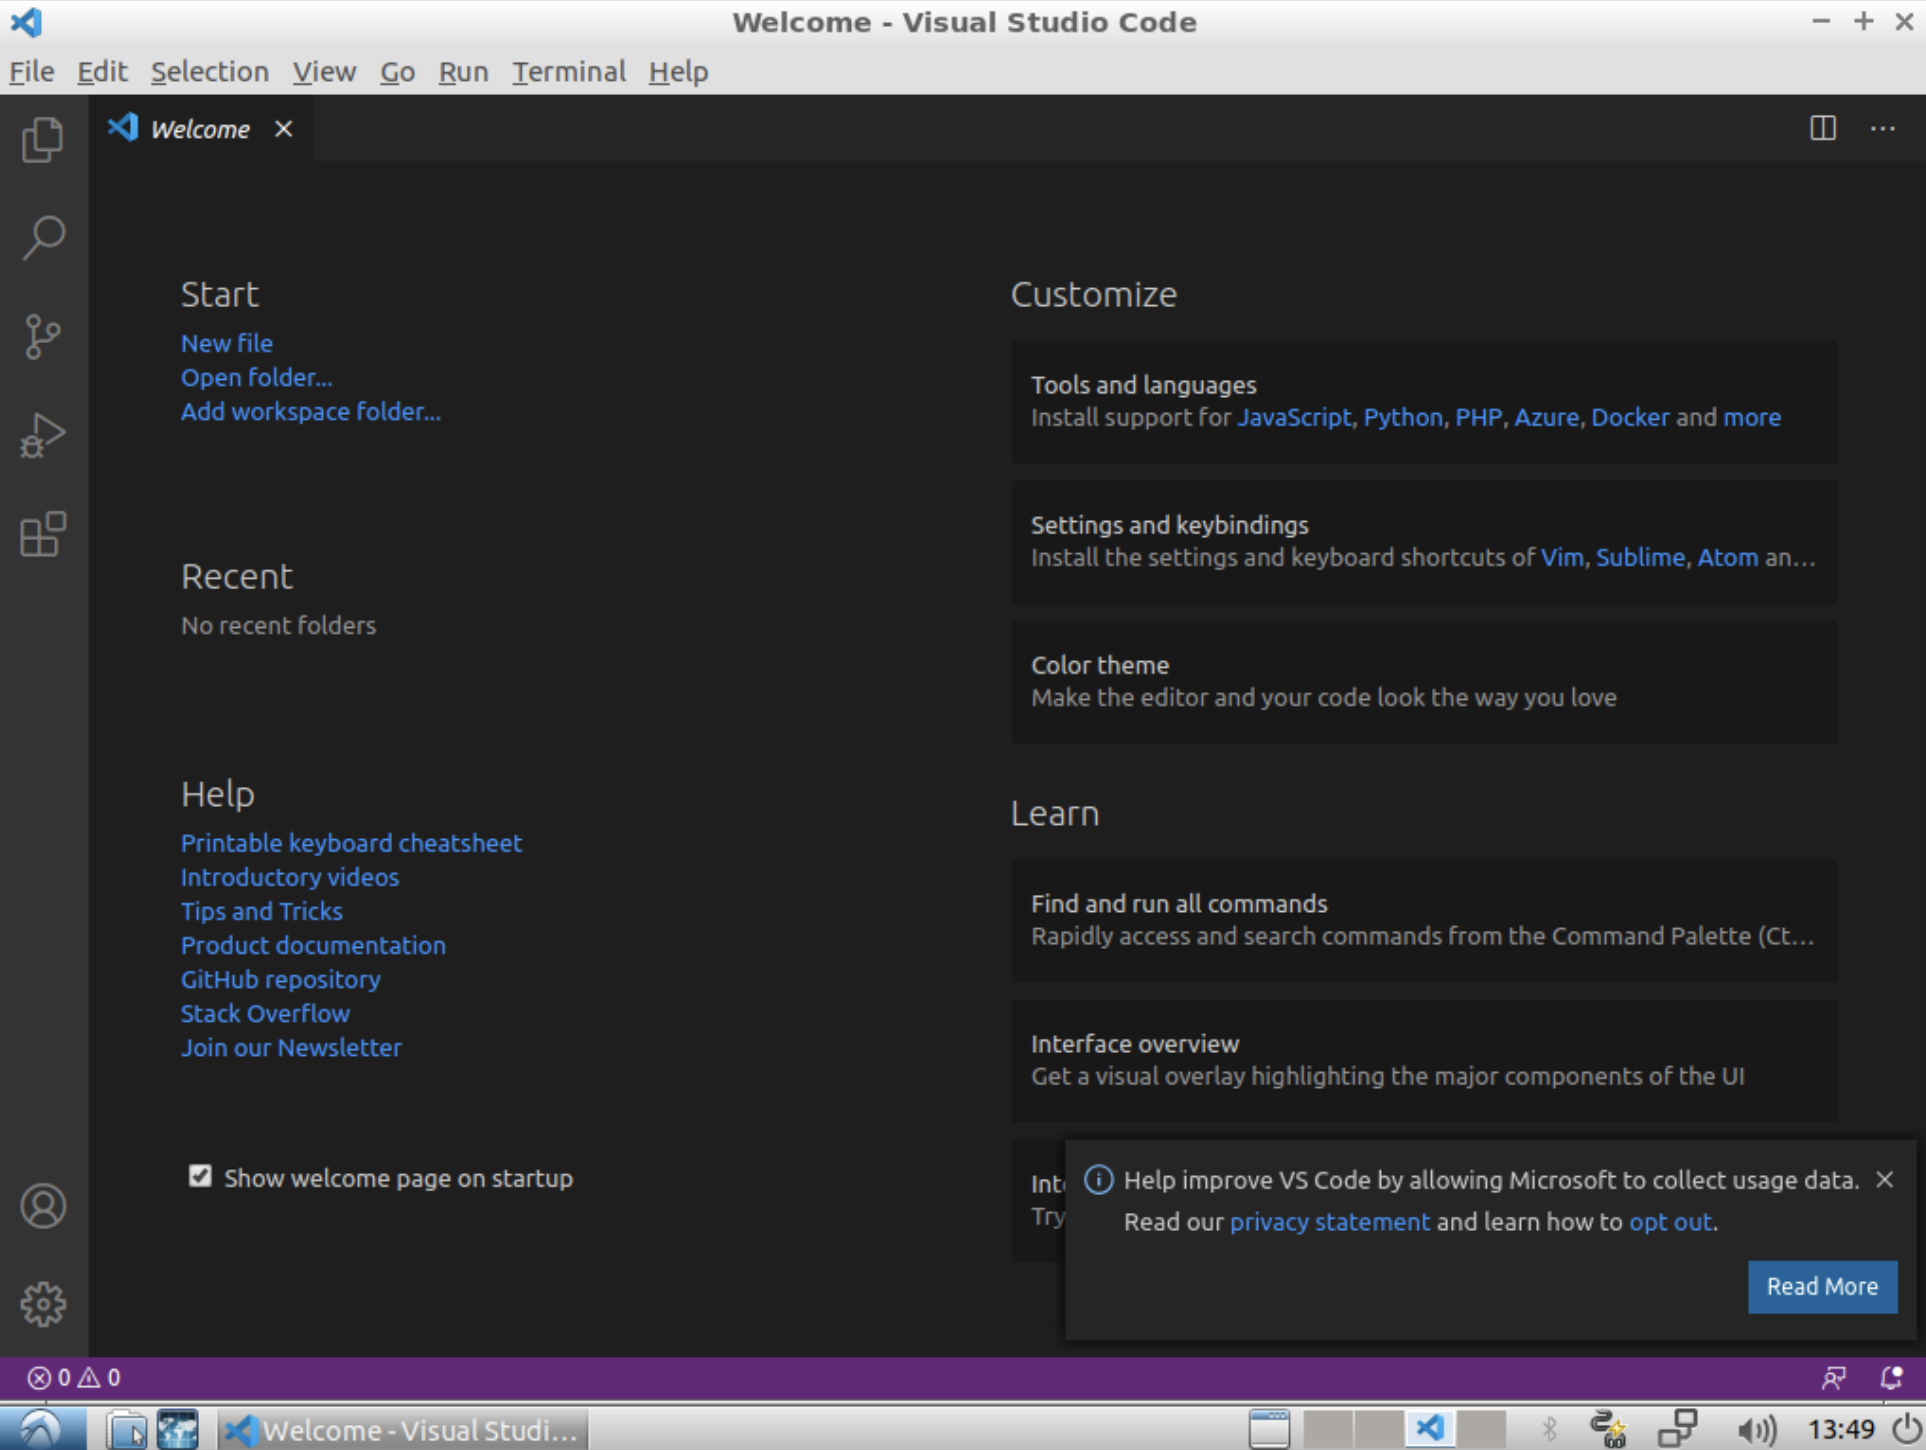 Welcome - Visual Studio Code
File Edit Selection View Go Run Terminal Help
Welcome
Start
New file
Open folder...
Add workspace folder...
Recent
No recent folders
Help
Printable keyboard cheatsheet
Introductory videos
Tips and Tricks
Product documentation
GitHub repository
Stack Overflow
Join our Newsletter
Show welcome page on startup
Customize
Tools and languages
Install support for JavaScript, Python, PHP, Azure, Docker and more
Settings and keybindings
Install the settings and keyboard shortcuts of Vim, Sublime, Atom an...
Color theme
Make the editor and your code look the way you love
Learn
Find and run all commands
Rapidly access and search commands from the Command Palette (Ct...
Interface overview
Get a visual overlay highlighting the major components of the UI
Int
Try
Help improve VS Code by allowing Microsoft to collect usage data.
Read our privacy statement and learn how to opt out.
Read More
0 0
Welcome - Visual Studi... 13:49